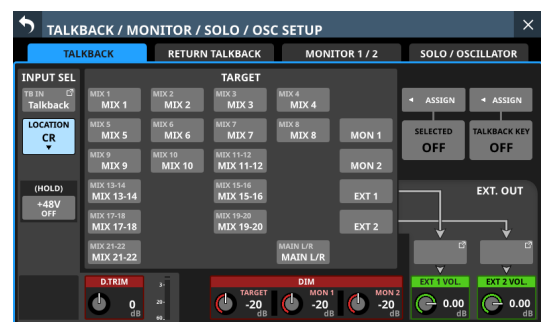 TALKBACK / MONITOR / SOLO / OSC SETUP
TALKBACK
RETURN TALKBACK
MONITOR 1 / 2
SOLO / OSCILLATOR
INPUT SEL
TARGET
TB IN
Talkback
MIX 1
MIX 1
MIX 2
MIX 2
MIX 3
MIX 3
MIX 4
MIX 4
ASSIGN
ASSIGN
LOCATION
CR
MIX 5
MIX 5
MIX 6
MIX 6
MIX 7
MIX 7
MIX 8
MIX 8
MON 1
SELECTED
OFF
TALKBACK KEY
OFF
MIX 9
MIX 9
MIX 10
MIX 10
MIX 11-12
MIX 11-12
MON 2
(HOLD)
+48V
OFF
MIX 13-14
MIX 13-14
MIX 15-16
MIX 15-16
EXT 1
EXT. OUT
MIX 17-18
MIX 17-18
MIX 19-20
MIX 19-20
EXT 2
MIX 21-22
MIX 21-22
MAIN L/R
MAIN L/R
D.TRIM
0
dB
3-
20-
60.
DIM
TARGET
-20
dB
MON 1
-20
dB
MON 2
-20
dB
EXT 1 VOL.
0.00
dB
EXT 2 VOL.
0.00
dB